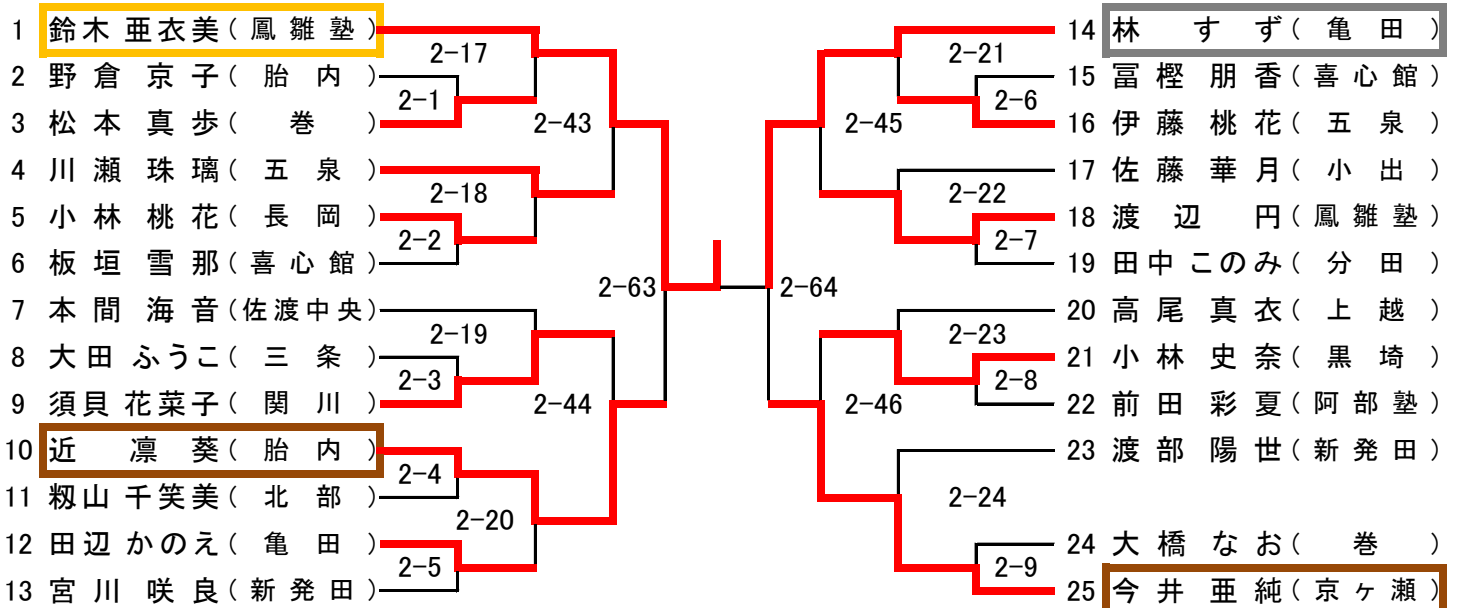 1 鈴木 亜衣美( 鳳雛塾 )
2 野倉 京子( 胎内 )
3 松本 真歩( 巻 )
4 川瀬 珠璃( 五泉 )
5 小林 桃花( 長岡 )
6 板垣 雪那( 喜心館 )
7 本間 海音( 佐渡中央 )
8 大田 ふうこ( 三条 )
9 須貝 花菜子( 関川 )
10 近 凛葵( 胎内 )
11 籾山 千笑美( 北部 )
12 田辺 かのえ( 亀田 )
13 宮川 咲良( 新発田 )
2-17
2-1
2-43
2-18
2-2
2-63
2-19
2-3
2-44
2-4
2-20
2-5
2-64
2-21
2-6
2-45
2-22
2-7
2-23
2-8
2-46
2-24
2-9
14 林 すず( 亀田 )
15 冨樫 朋香( 喜心館 )
16 伊藤 桃花( 五泉 )
17 佐藤 華月( 小出 )
18 渡辺 円( 鳳雛塾 )
19 田中 このみ( 分田 )
20 高尾 真衣( 上越 )
21 小林 史奈( 黒埼 )
22 前田 彩夏( 阿部塾 )
23 渡部 陽世( 新発田 )
24 大橋 なお( 巻 )
25 今井 亜純( 京ヶ瀬 )